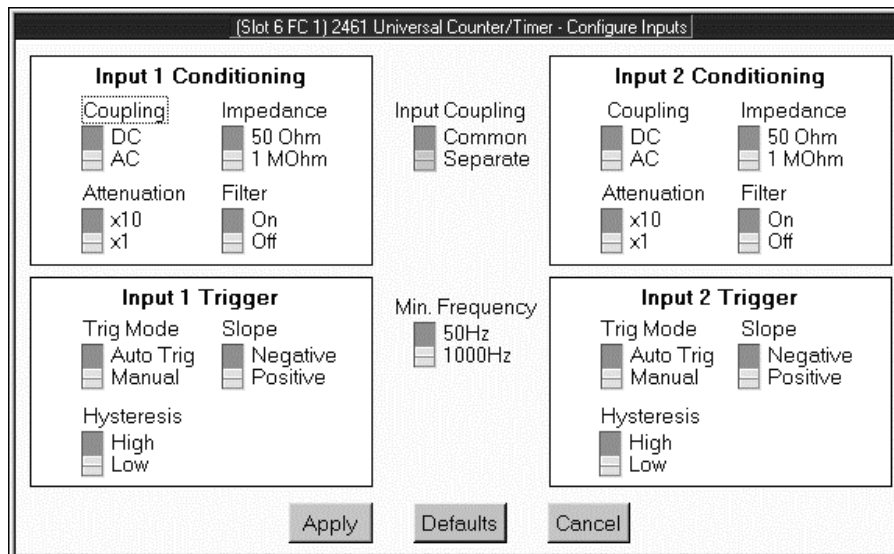 (Slot 6 FC 1) 2461 Universal Counter/Timer - Configure Inputs
Input 1 Conditioning
Coupling
DC
AC
Impedance
50 Ohm
1 MOhm
Attenuation
x10
x1
Filter
On
Off
Input Coupling
Common
Separate
Input 2 Conditioning
Coupling
DC
AC
Impedance
50 Ohm
1 MOhm
Attenuation
x10
x1
Filter
On
Off
Input 1 Trigger
Trig Mode
Auto Trig
Manual
Slope
Negative
Positive
Hysteresis
High
Low
Min. Frequency
50Hz
1000Hz
Input 2 Trigger
Trig Mode
Auto Trig
Manual
Slope
Negative
Positive
Hysteresis
High
Low
Apply
Defaults
Cancel